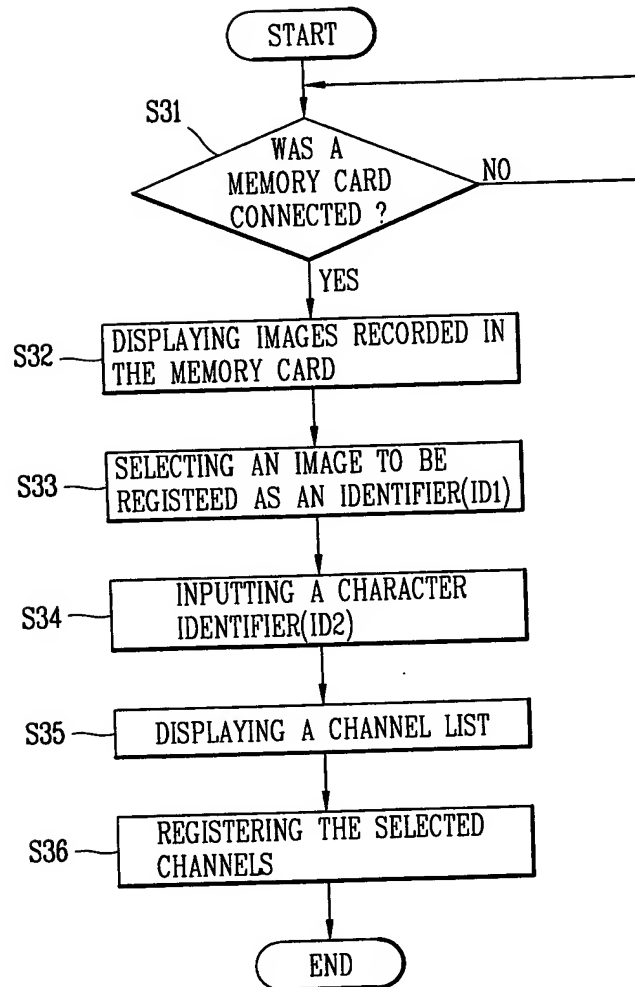 START
S31
WAS A
MEMORY CARD
CONNECTED ?
NO
YES
S32
DISPLAYING IMAGES RECORDED IN
THE MEMORY CARD
S33
SELECTING AN IMAGE TO BE
REGISTEED AS AN IDENTIFIER(ID1)
S34
INPUTTING A CHARACTER
IDENTIFIER(ID2)
S35
DISPLAYING A CHANNEL LIST
S36
REGISTERING THE SELECTED
CHANNELS
END